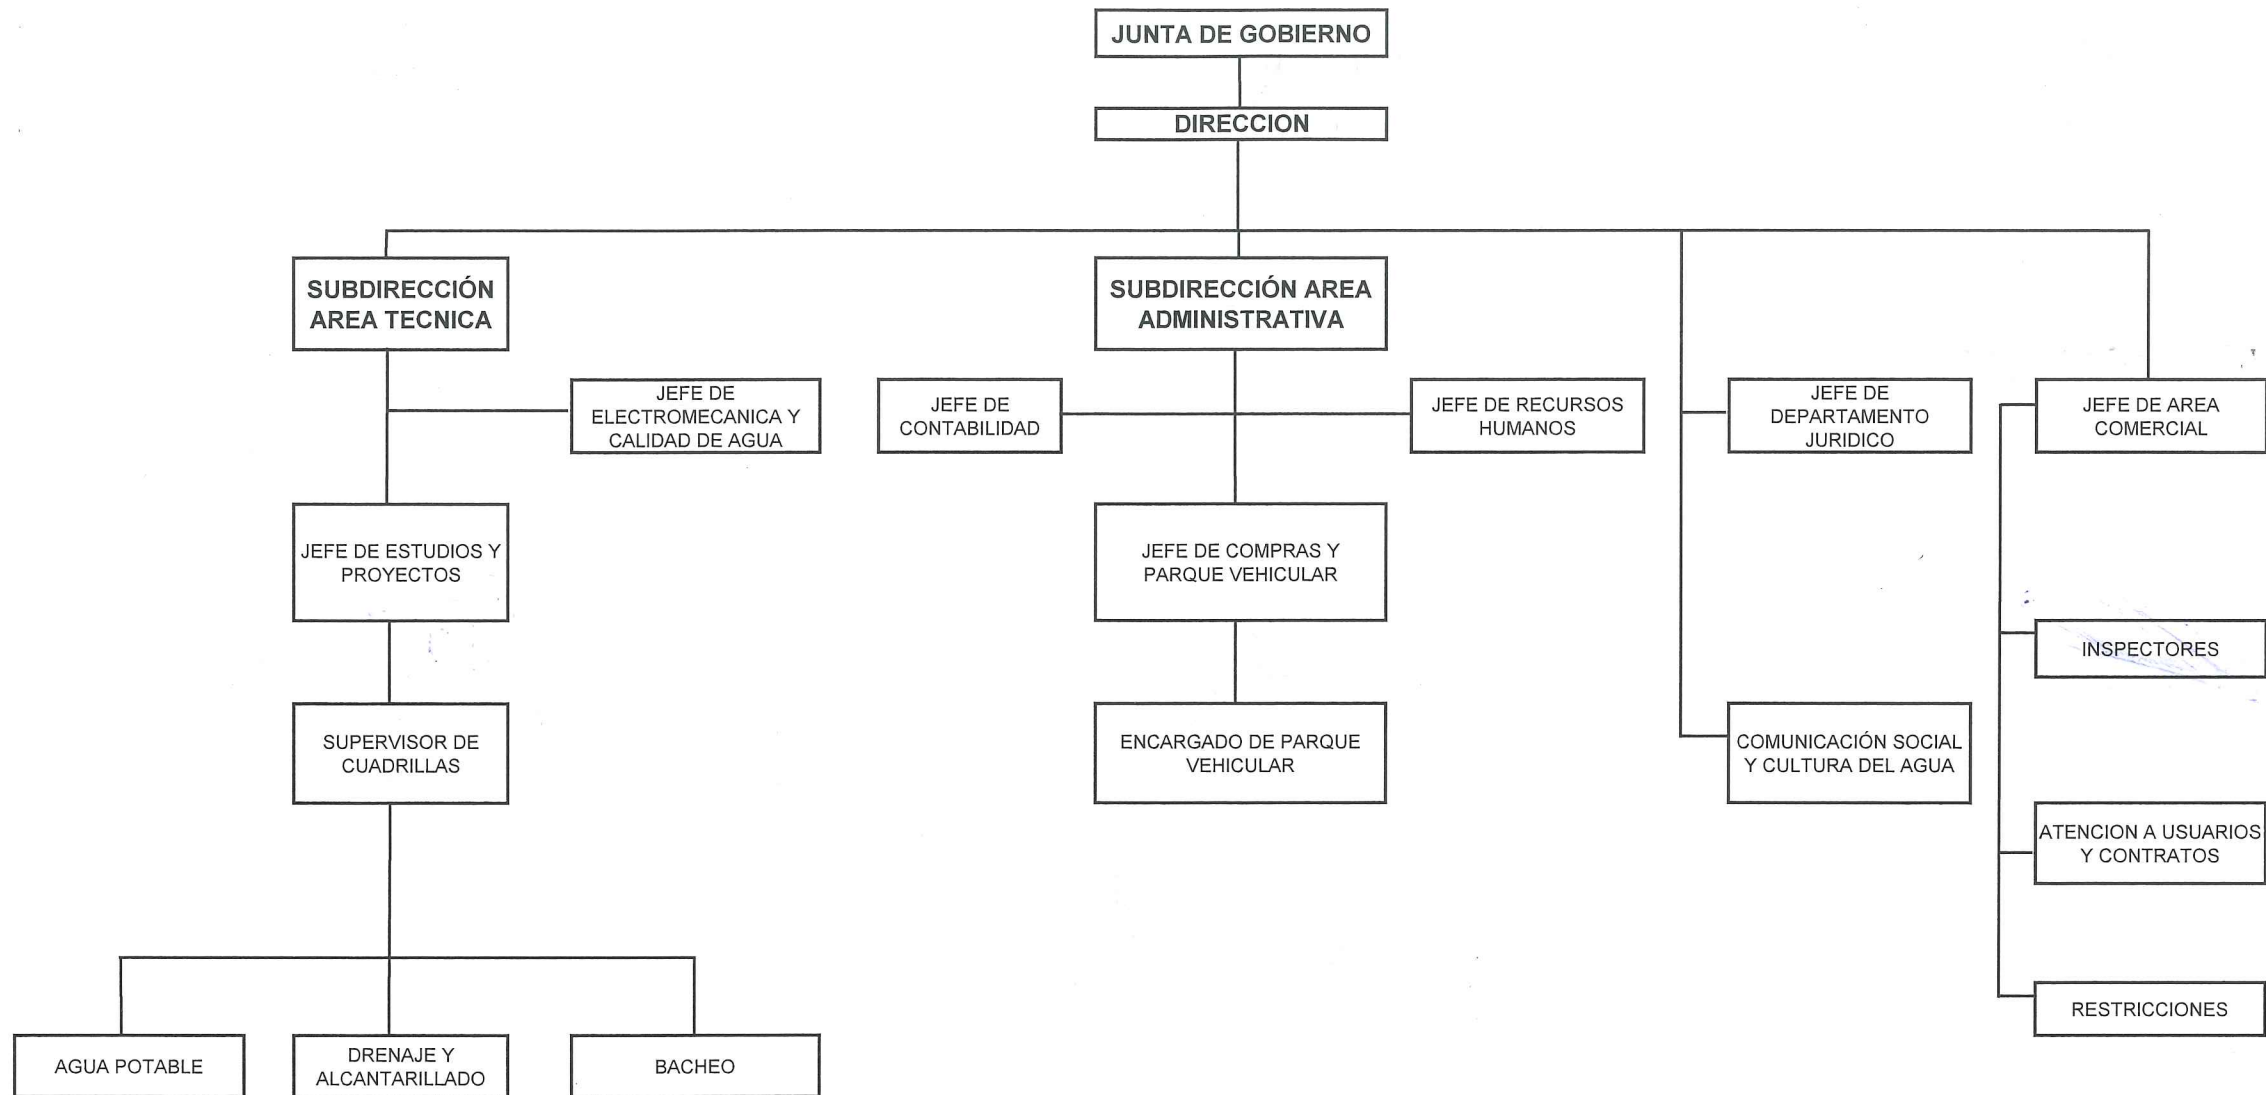 JUNTA DE GOBIERNO
DIRECCION
SUBDIRECCIÓN
AREA TECNICA
SUBDIRECCIÓN AREA
ADMINISTRATIVA
JEFE DE
ELECTROMECANICA Y
CALIDAD DE AGUA
JEFE DE
CONTABILIDAD
JEFE DE RECURSOS
HUMANOS
JEFE DE
DEPARTAMENTO
JURIDICO
JEFE DE AREA
COMERCIAL
JEFE DE ESTUDIOS Y
PROYECTOS
JEFE DE COMPRAS Y
PARQUE VEHICULAR
INSPECTORES
SUPERVISOR DE
CUADRILLAS
ENCARGADO DE PARQUE
VEHICULAR
COMUNICACIÓN SOCIAL
Y CULTURA DEL AGUA
ATENCION A USUARIOS
Y CONTRATOS
RESTRICCIONES
AGUA POTABLE
DRENAJE Y
ALCANTARILLADO
BACHEO